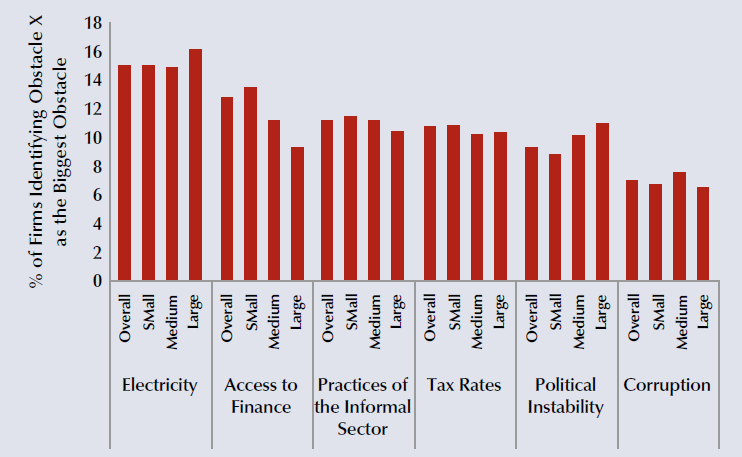 % of Firms Identifying Obstacle X
as the Biggest Obstacle
18
16
14
12
10
8
6
4
2
0
Overall
SMall
Medium
Large
Overall
SMall
Medium
Large
Overall
SMall
Medium
Large
Overall
SMall
Medium
Large
Overall
SMall
Medium
Large
Overall
SMall
Medium
Large
Electricity
Access to
Finance
Practices of
the Informal
Sector
Tax Rates
Political
Instability
Corruption